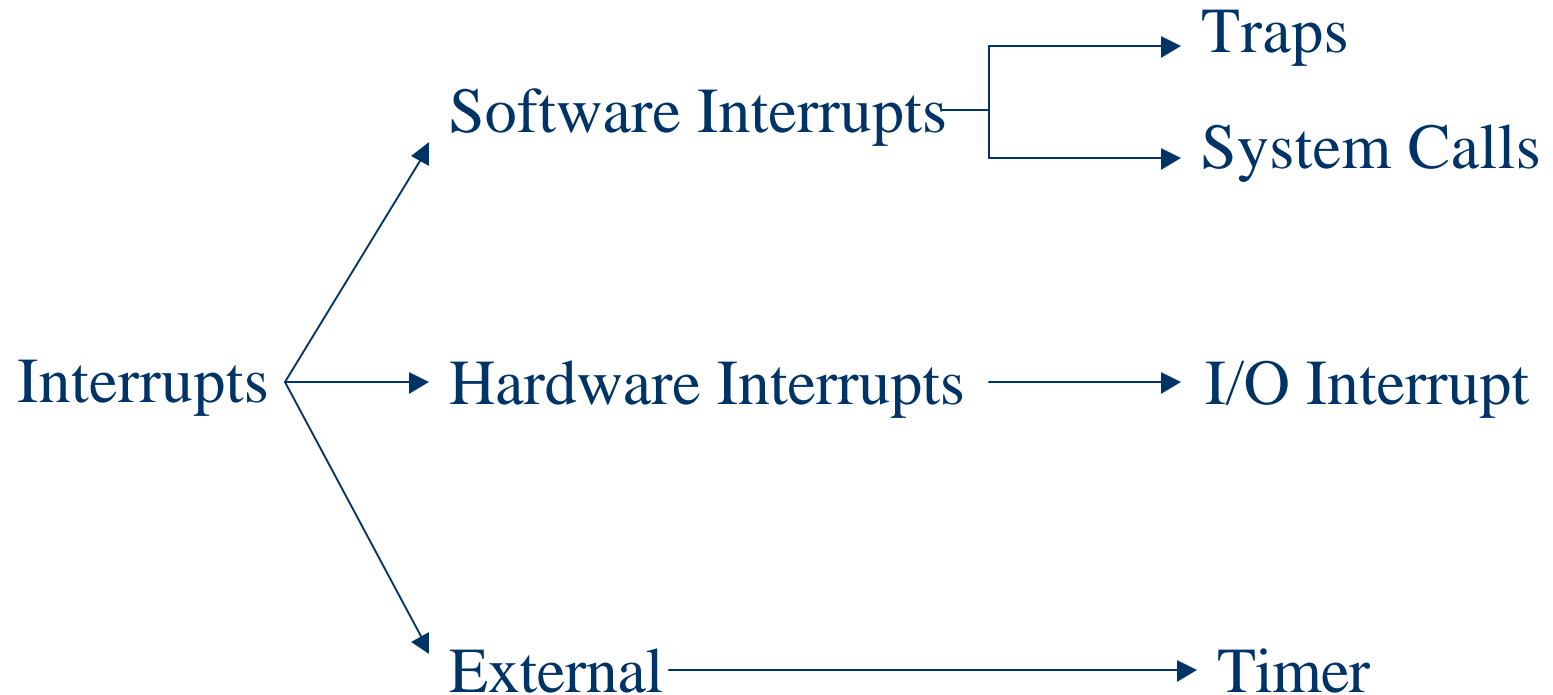 Traps
Software Interrupts
System Calls
Interrupts
Hardware Interrupts
I/O Interrupt
External
Timer